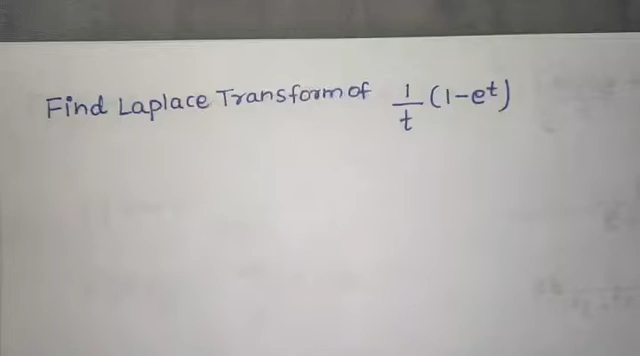 Find Laplace Transform of 1/t (1-e^t)